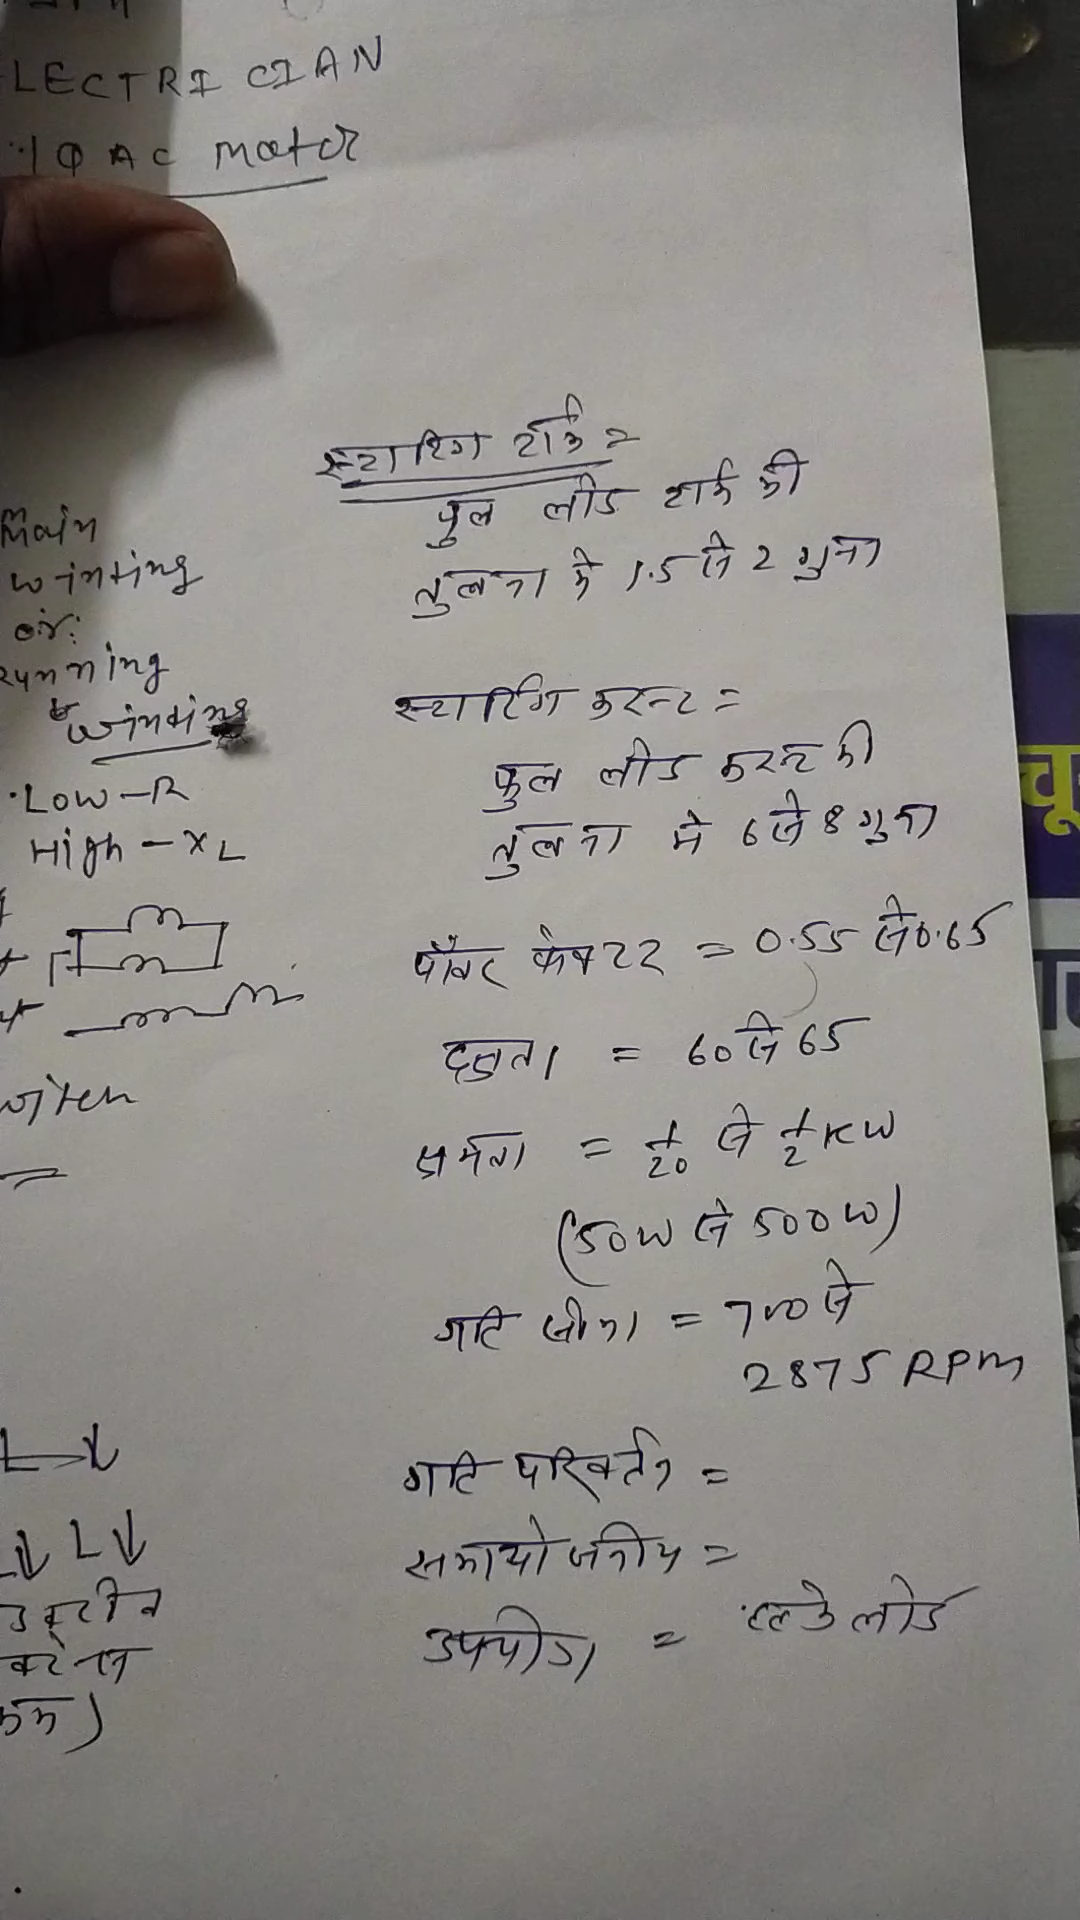 LECTRICIAN
1Φ AC Motor
स्टार्टिंग टार्क =
फुल लोड टार्क की
तुलना मे 1.5 से 2 गुना
Main
winting
or:
Running
winding
Low - R
High - XL
स्टार्टिंग करन्ट =
फुल लोड करन्ट की
तुलना मे 6 से 8 गुना
पॉवर फेक्टर = 0.55 से 0.65
दक्षता = 60 से 65
क्षमता = 1/20 से 1/2 KW
(50W से 500W)
गति सीमा = 700 से
2875 RPM
गति परिवर्तन =
समायोजनीय =
उपयोग = हल्के लोड